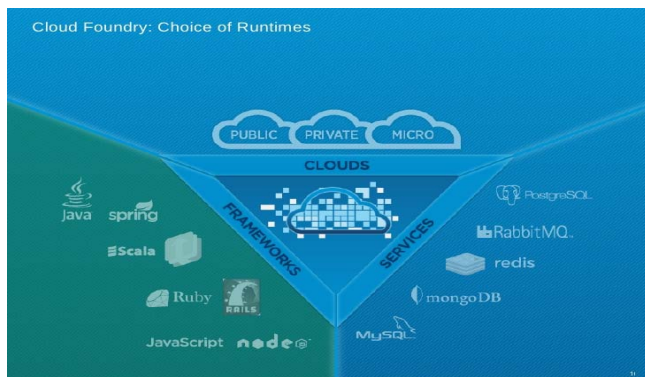 Cloud Foundry: Choice of Runtimes
PUBLIC PRIVATE MICRO
CLOUDS
FRAMEWORKS
SERVICES
Java spring
Scala
Ruby RAILS
JavaScript node
PostgreSQL
RabbitMQ
redis
mongoDB
MySQL